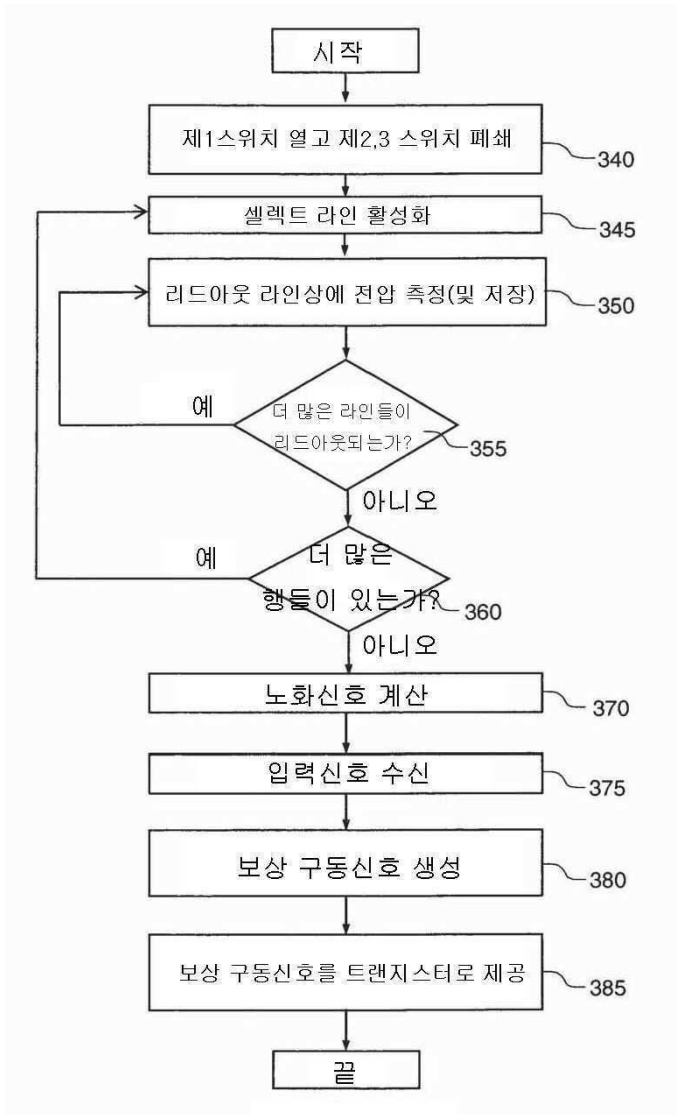 시작
제1스위치 열고 제2,3 스위치 폐쇄
340
셀렉트 라인 활성화
345
리드아웃 라인상에 전압 측정(및 저장)
350
예
더 많은 라인들이
리드아웃되는가?
355
아니오
예
더 많은
행들이 있는가?
360
아니오
노화신호 계산
370
입력신호 수신
375
보상 구동신호 생성
380
보상 구동신호를 트랜지스터로 제공
385
끝